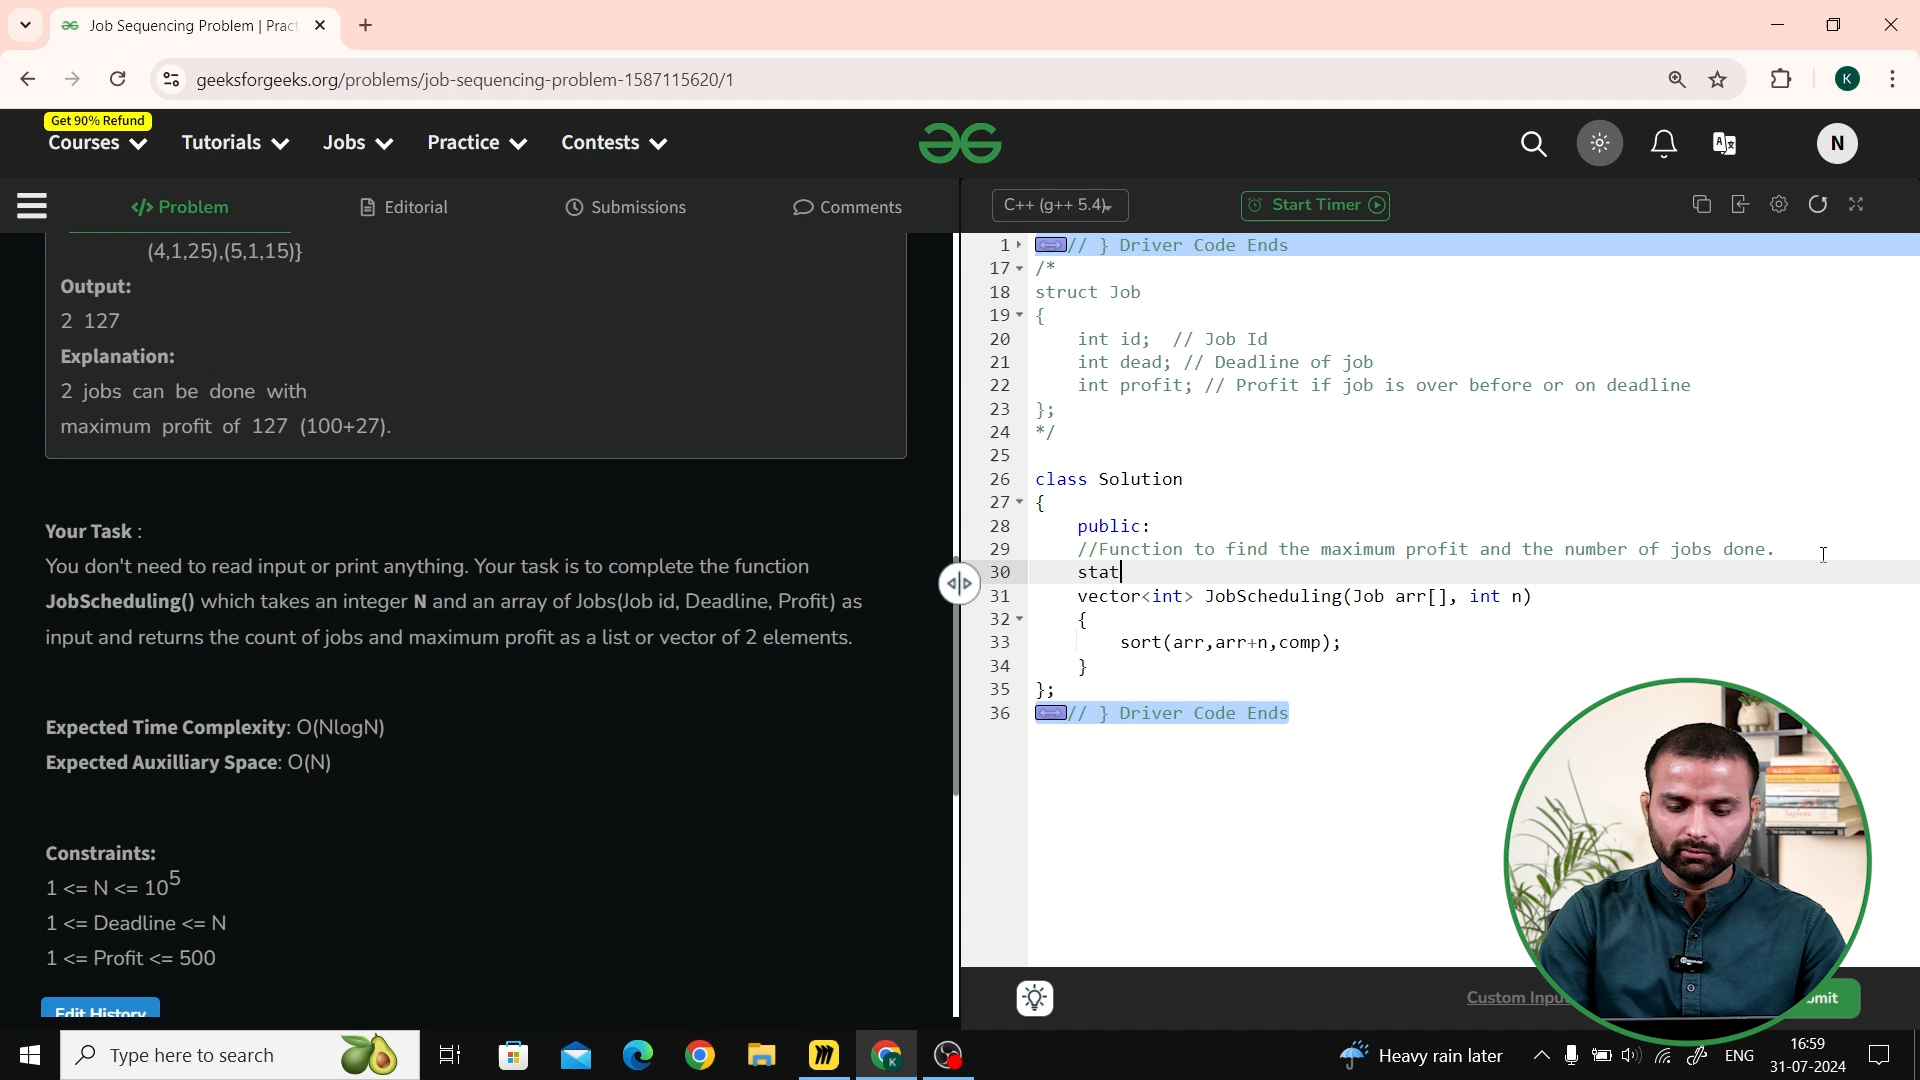 Job Sequencing Problem | Pract
geeksforgeeks.org/problems/job-sequencing-problem-1587115620/1
K
Get 90% Refund
Courses
Tutorials
Jobs
Practice
Contests
N
</> Problem
Editorial
Submissions
Comments
C++ (g++ 5.4)
Start Timer
(4,1,25),(5,1,15)}
Output:
2 127
Explanation:
2 jobs can be done with
maximum profit of 127 (100+27).
Your Task :
You don't need to read input or print anything. Your task is to complete the function
JobScheduling() which takes an integer N and an array of Jobs(Job id, Deadline, Profit) as
input and returns the count of jobs and maximum profit as a list or vector of 2 elements.
Expected Time Complexity: O(NlogN)
Expected Auxilliary Space: O(N)
Constraints:
1 <= N <= 10^5
1 <= Deadline <= N
1 <= Profit <= 500
Edit History
1 // } Driver Code Ends
17 /*
18 struct Job
19 {
20 int id; // Job Id
21 int dead; // Deadline of job
22 int profit; // Profit if job is over before or on deadline
23 };
24 */
25
26 class Solution
27 {
28 public:
29 //Function to find the maximum profit and the number of jobs done.
30 stat
31 vector<int> JobScheduling(Job arr[], int n)
32 {
33 sort(arr,arr+n,comp);
34 }
35 };
36 // } Driver Code Ends
Custom Inpu
mit
Type here to search
Heavy rain later
ENG
16:59
31-07-2024